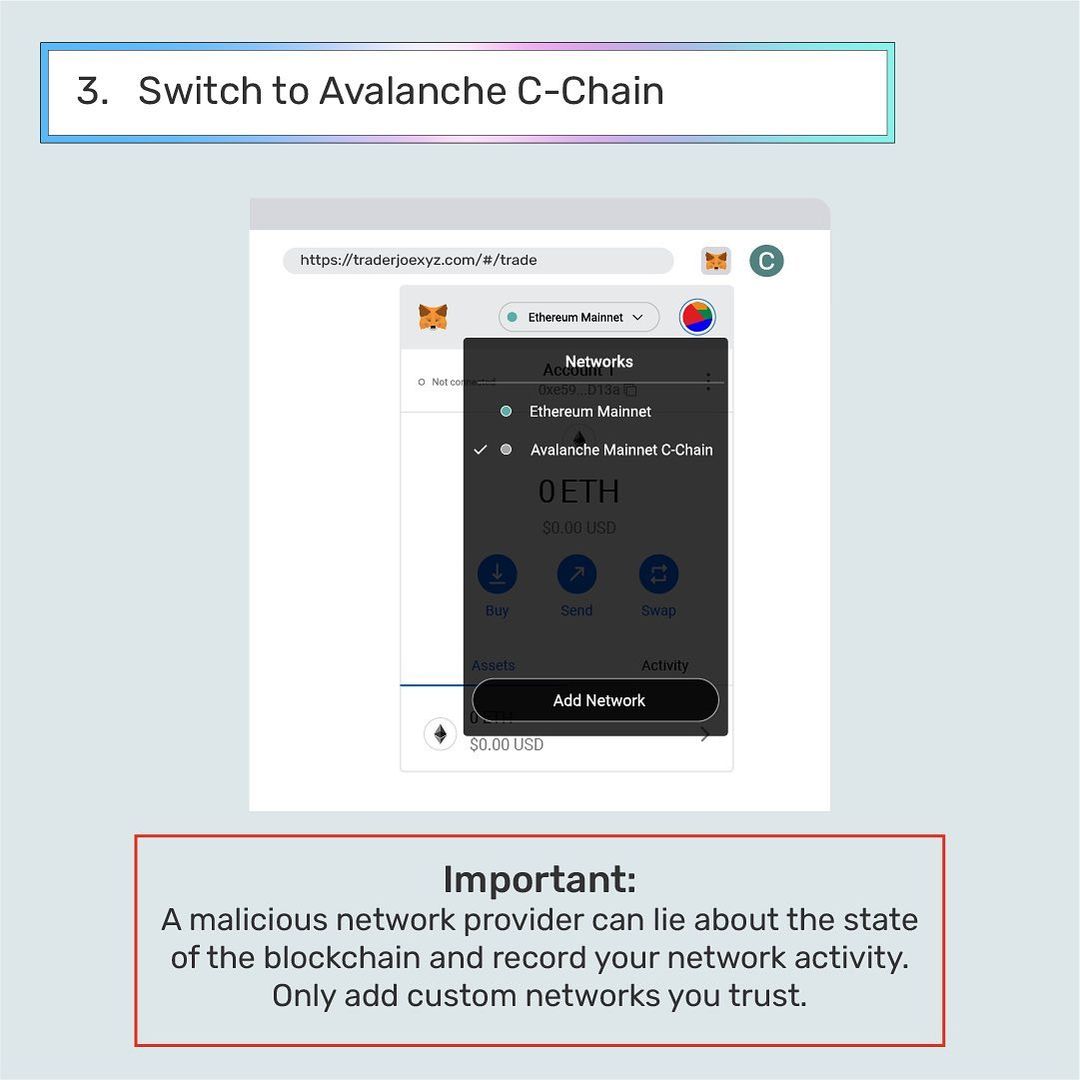 3. Switch to Avalanche C-Chain
https://traderjoexyz.com/#/trade
C
Ethereum Mainnet
Networks
Account 1
Not connected
0xe59...D13a
Ethereum Mainnet
Avalanche Mainnet C-Chain
0 ETH
$0.00 USD
Buy Send Swap
Assets Activity
Add Network
0 ETH
$0.00 USD
Important:
A malicious network provider can lie about the state
of the blockchain and record your network activity.
Only add custom networks you trust.